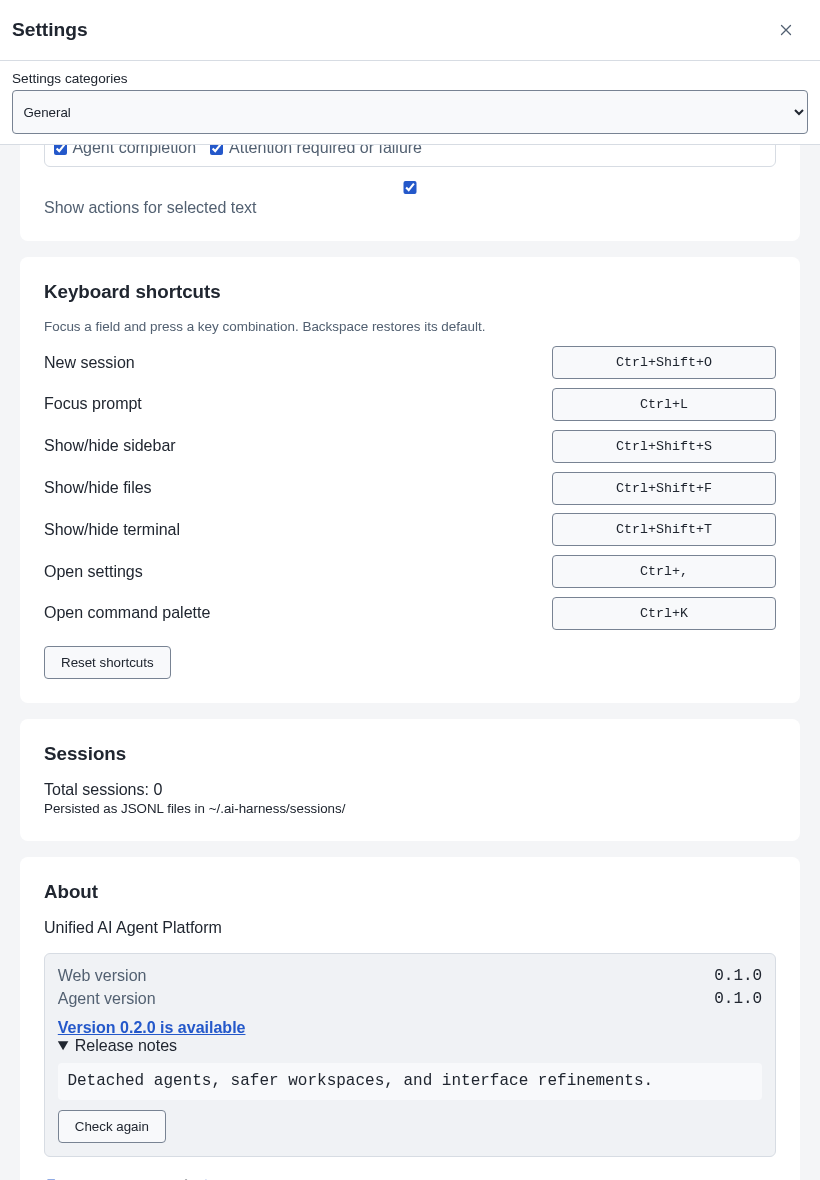 Settings
Settings categories
General
Agent completion Attention required or failure
Show actions for selected text
Keyboard shortcuts
Focus a field and press a key combination. Backspace restores its default.
New session Ctrl+Shift+O
Focus prompt Ctrl+L
Show/hide sidebar Ctrl+Shift+S
Show/hide files Ctrl+Shift+F
Show/hide terminal Ctrl+Shift+T
Open settings Ctrl+,
Open command palette Ctrl+K
Reset shortcuts
Sessions
Total sessions: 0
Persisted as JSONL files in ~/.ai-harness/sessions/
About
Unified AI Agent Platform
Web version 0.1.0
Agent version 0.1.0
Version 0.2.0 is available
Release notes
Detached agents, safer workspaces, and interface refinements.
Check again